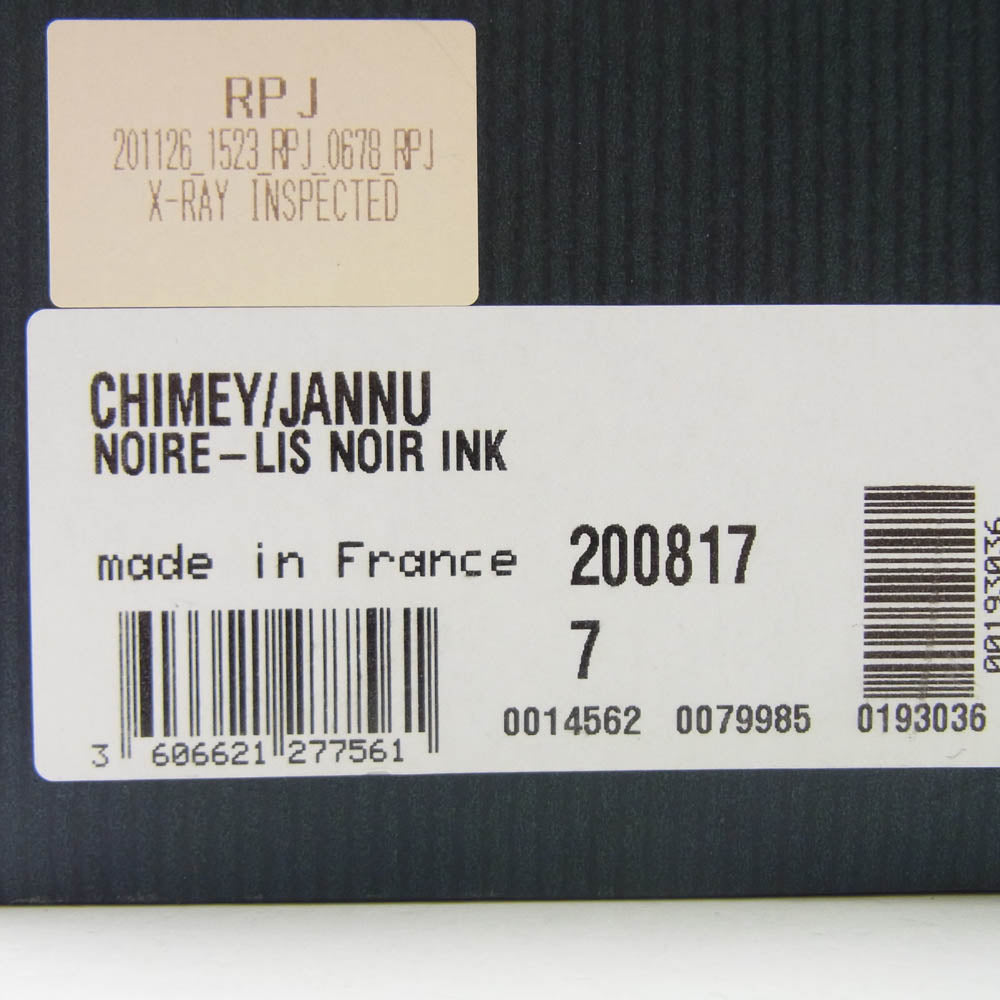 RPJ
201126_1523_RPJ_0678_RPJ
X-RAY INSPECTED
CHIMEY/JANNU
NOIRE-LIS NOIR INK
made in France 200817
7
3 606621 277561
0014562 0079985 0193036
00193036